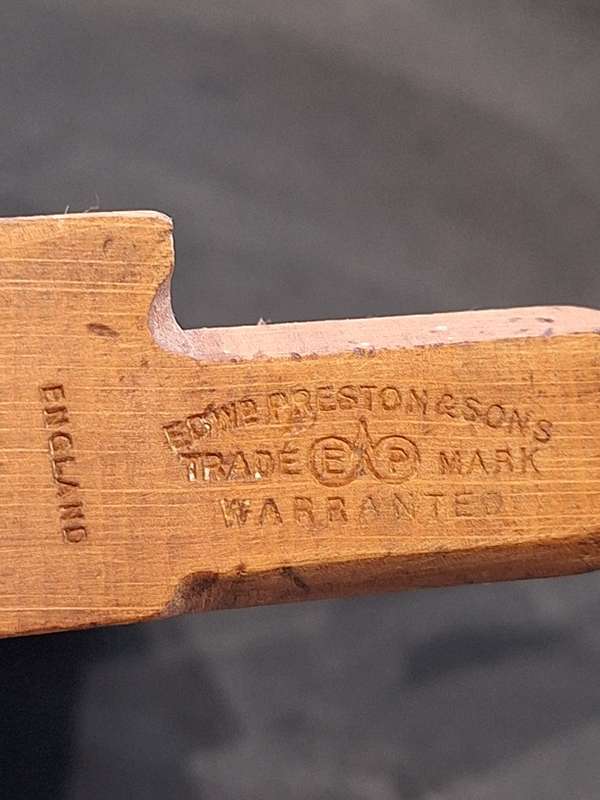 ENGLAND
EDWD PRESTON & SONS
TRADE E P MARK
WARRANTED